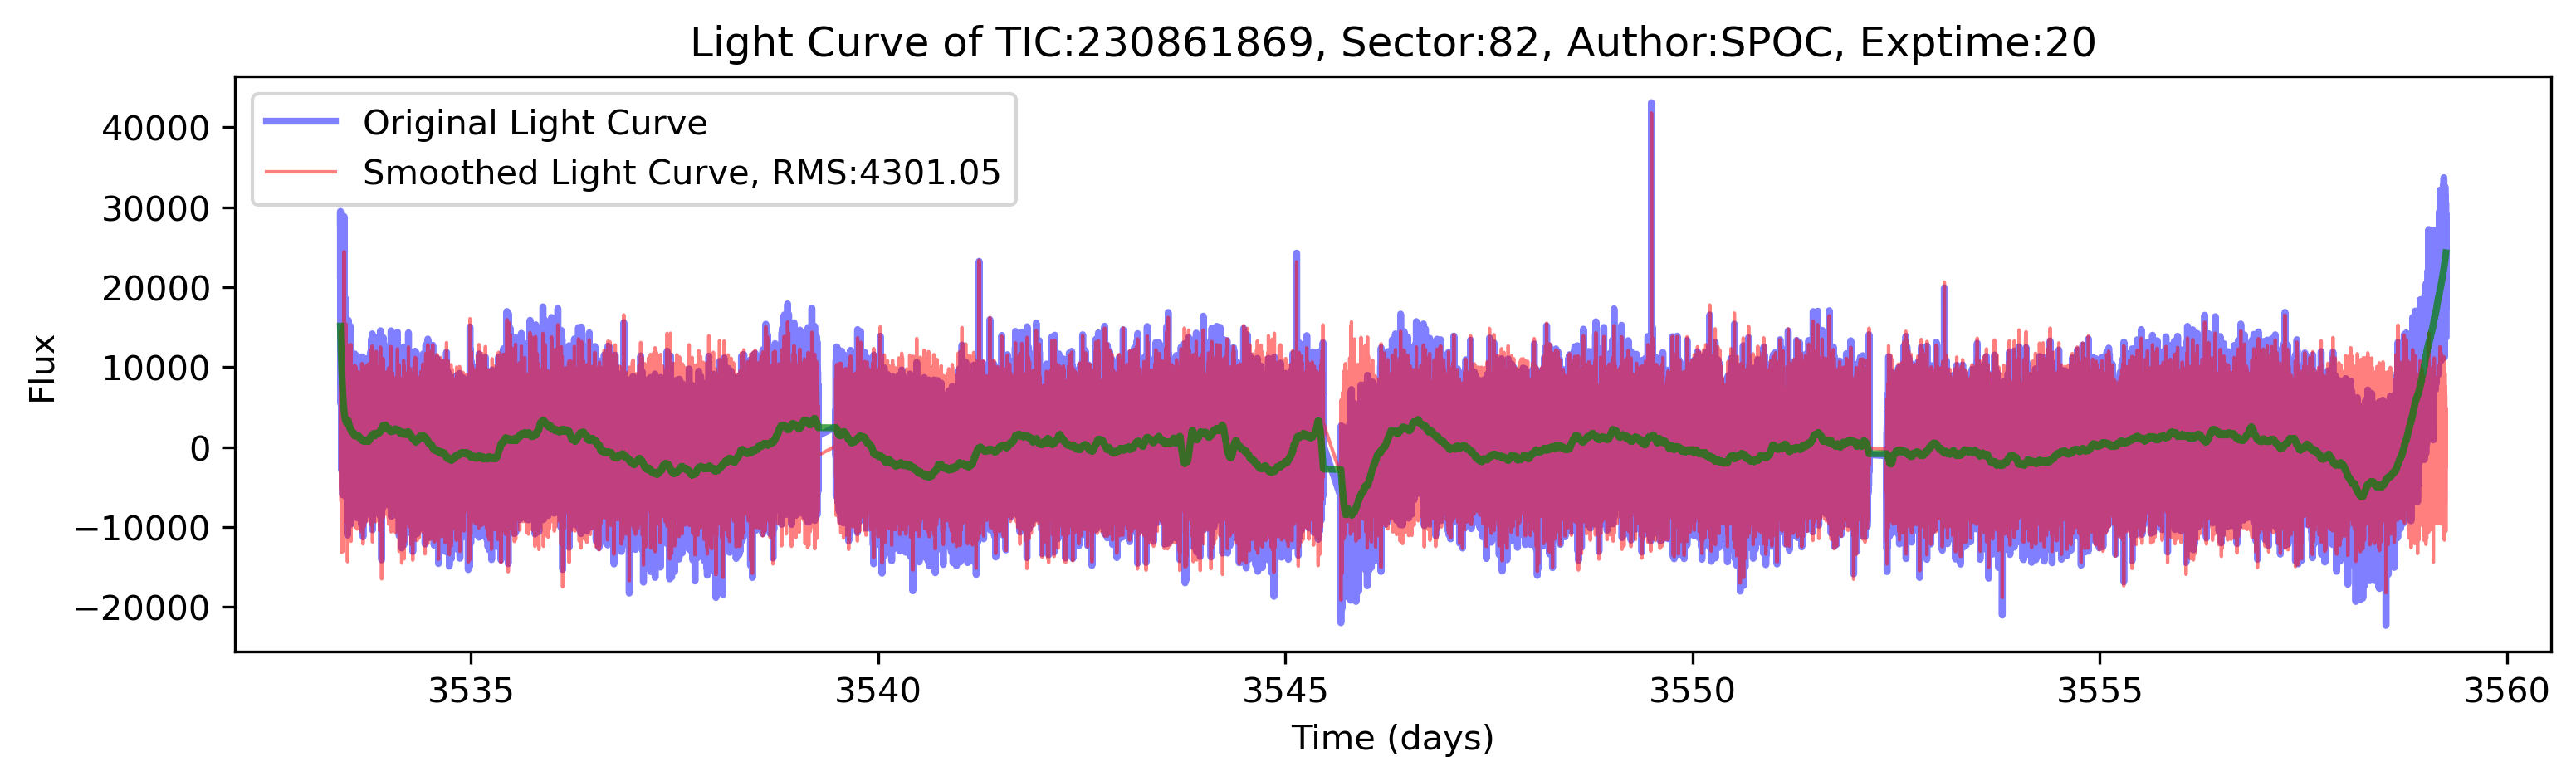 Light Curve of TIC:230861869, Sector:82, Author:SPOC, Exptime:20
Original Light Curve
Smoothed Light Curve, RMS:4301.05
Flux
40000
30000
20000
10000
0
−10000
−20000
3535 3540 3545 3550 3555 3560
Time (days)